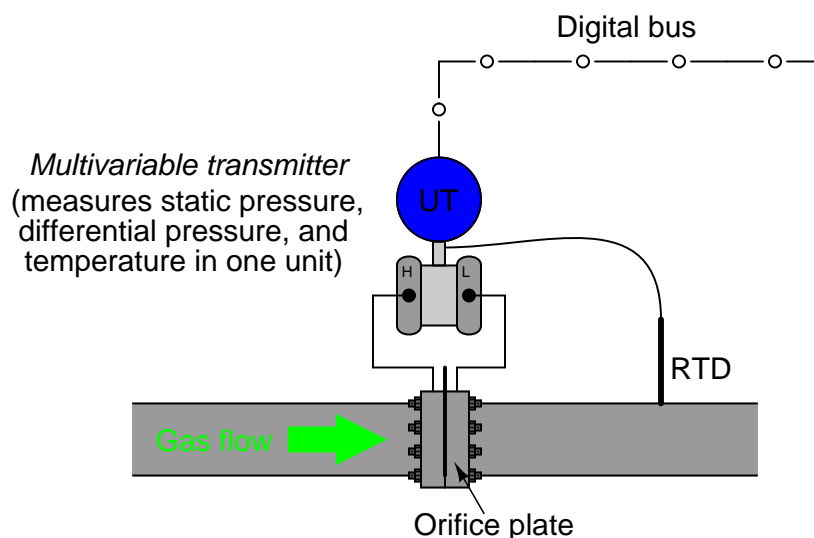 Digital bus
Multivariable transmitter
(measures static pressure,
differential pressure, and
temperature in one unit)
UT
H
L
RTD
Gas flow
Orifice plate